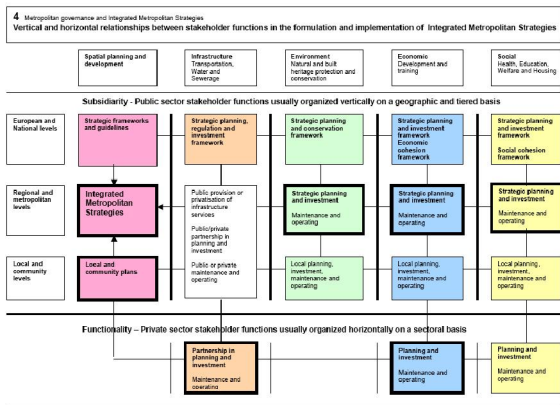 4 Metropolitan governance and Integrated Metropolitan Strategies
Vertical and horizontal relationships between stakeholder functions in the formulation and implementation of Integrated Metropolitan Strategies
Spatial planning and
development
Infrastructure
Transportation,
Water and
Sewerage
Environment
Natural and built
heritage protection and
conservation
Economic
Development and
training
Social
Health, Education,
Welfare and Housing
Subsidiarity - Public sector stakeholder functions usually organized vertically on a geographic and tiered basis
European and
National levels
Strategic frameworks
and guidelines
Strategic planning,
regulation and
investment
framework
Strategic planning
and conservation
framework
Strategic planning
and investment
framework
Economic
cohesion
framework
Strategic planning
and investment
framework
Social cohesion
framework
Regional and
metropolitan
levels
Integrated
Metropolitan
Strategies
Public provision or
privatisation of
infrastructure
services
Public/private
partnership in
planning and
investment
Public or private
maintenance and
operating
Strategic planning
and investment
Maintenance and
operating
Strategic planning
and investment
Maintenance and
operating
Strategic planning
and investment
Maintenance and
operating
Local and
community
levels
Local and
community plans
Local planning,
investment,
maintenance and
operating
Local planning,
investment,
maintenance and
operating
Local planning,
investment,
maintenance and
operating
Functionality – Private sector stakeholder functions usually organized horizontally on a sectoral basis
Partnership in
planning and
investment
Maintenance and
operating
Planning and
investment
Maintenance and
operating
Planning and
investment
Maintenance and
operating